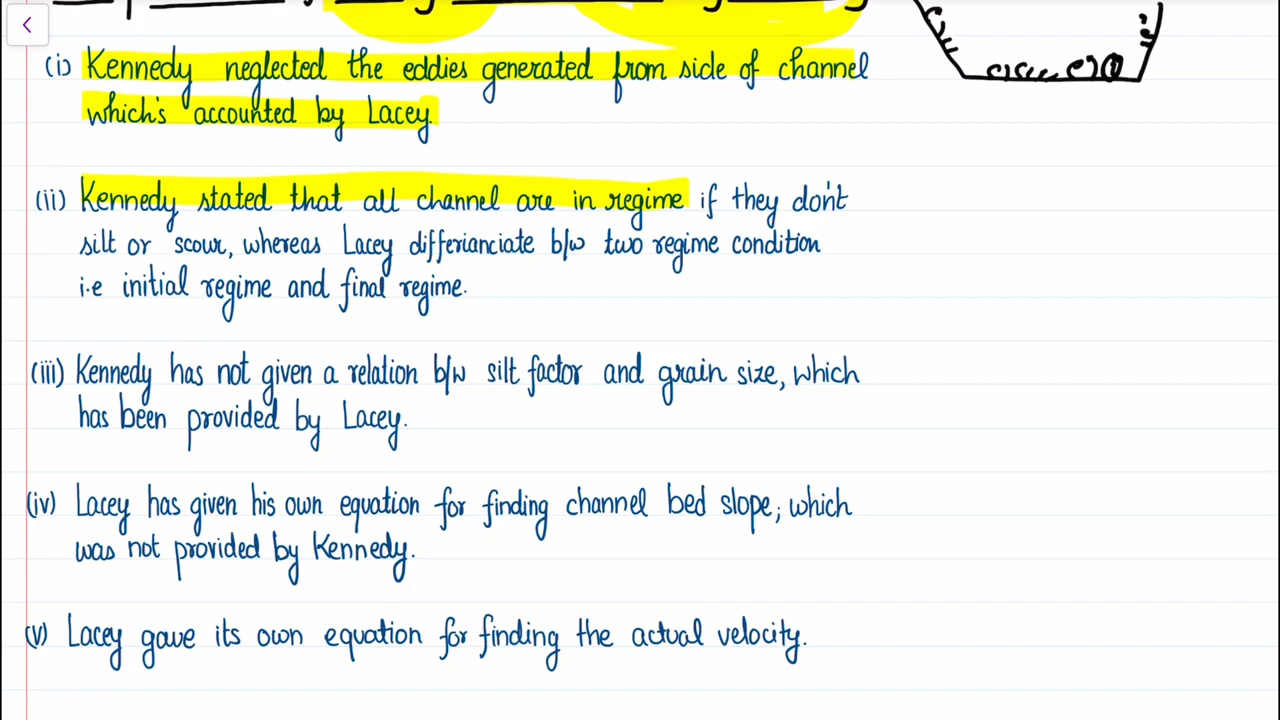 (i) Kennedy neglected the eddies generated from side of channel
which's accounted by Lacey.
(ii) Kennedy stated that all channel are in regime if they don't
silt or scour, whereas Lacey differianciate b/w two regime condition
i.e initial regime and final regime.
(iii) Kennedy has not given a relation b/w silt factor and grain size, which
has been provided by Lacey.
(iv) Lacey has given his own equation for finding channel bed slope; which
was not provided by Kennedy.
(v) Lacey gave its own equation for finding the actual velocity.